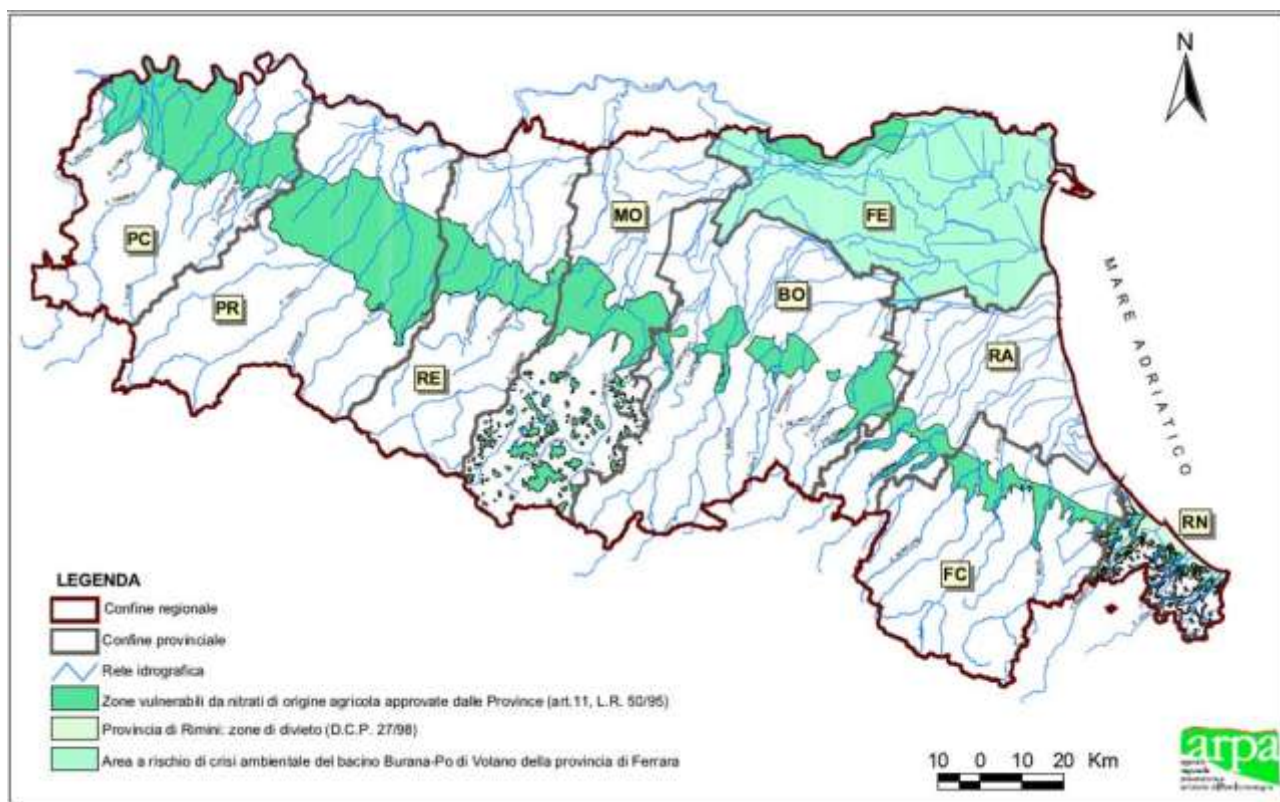 N
PC
PR
RE
MO
BO
FE
RA
FC
RN
MARE ADRIATICO
LEGENDA
Confine regionale
Confine provinciale
Rete idrografica
Zone vulnerabili da nitrati di origine agricola approvate dalle Province (art.11, L.R. 50/95)
Provincia di Rimini: zone di divieto (D.C.P. 27/98)
Area a rischio di crisi ambientale del bacino Burana-Po di Volano della provincia di Ferrara
10 0 10 20 Km
arpa